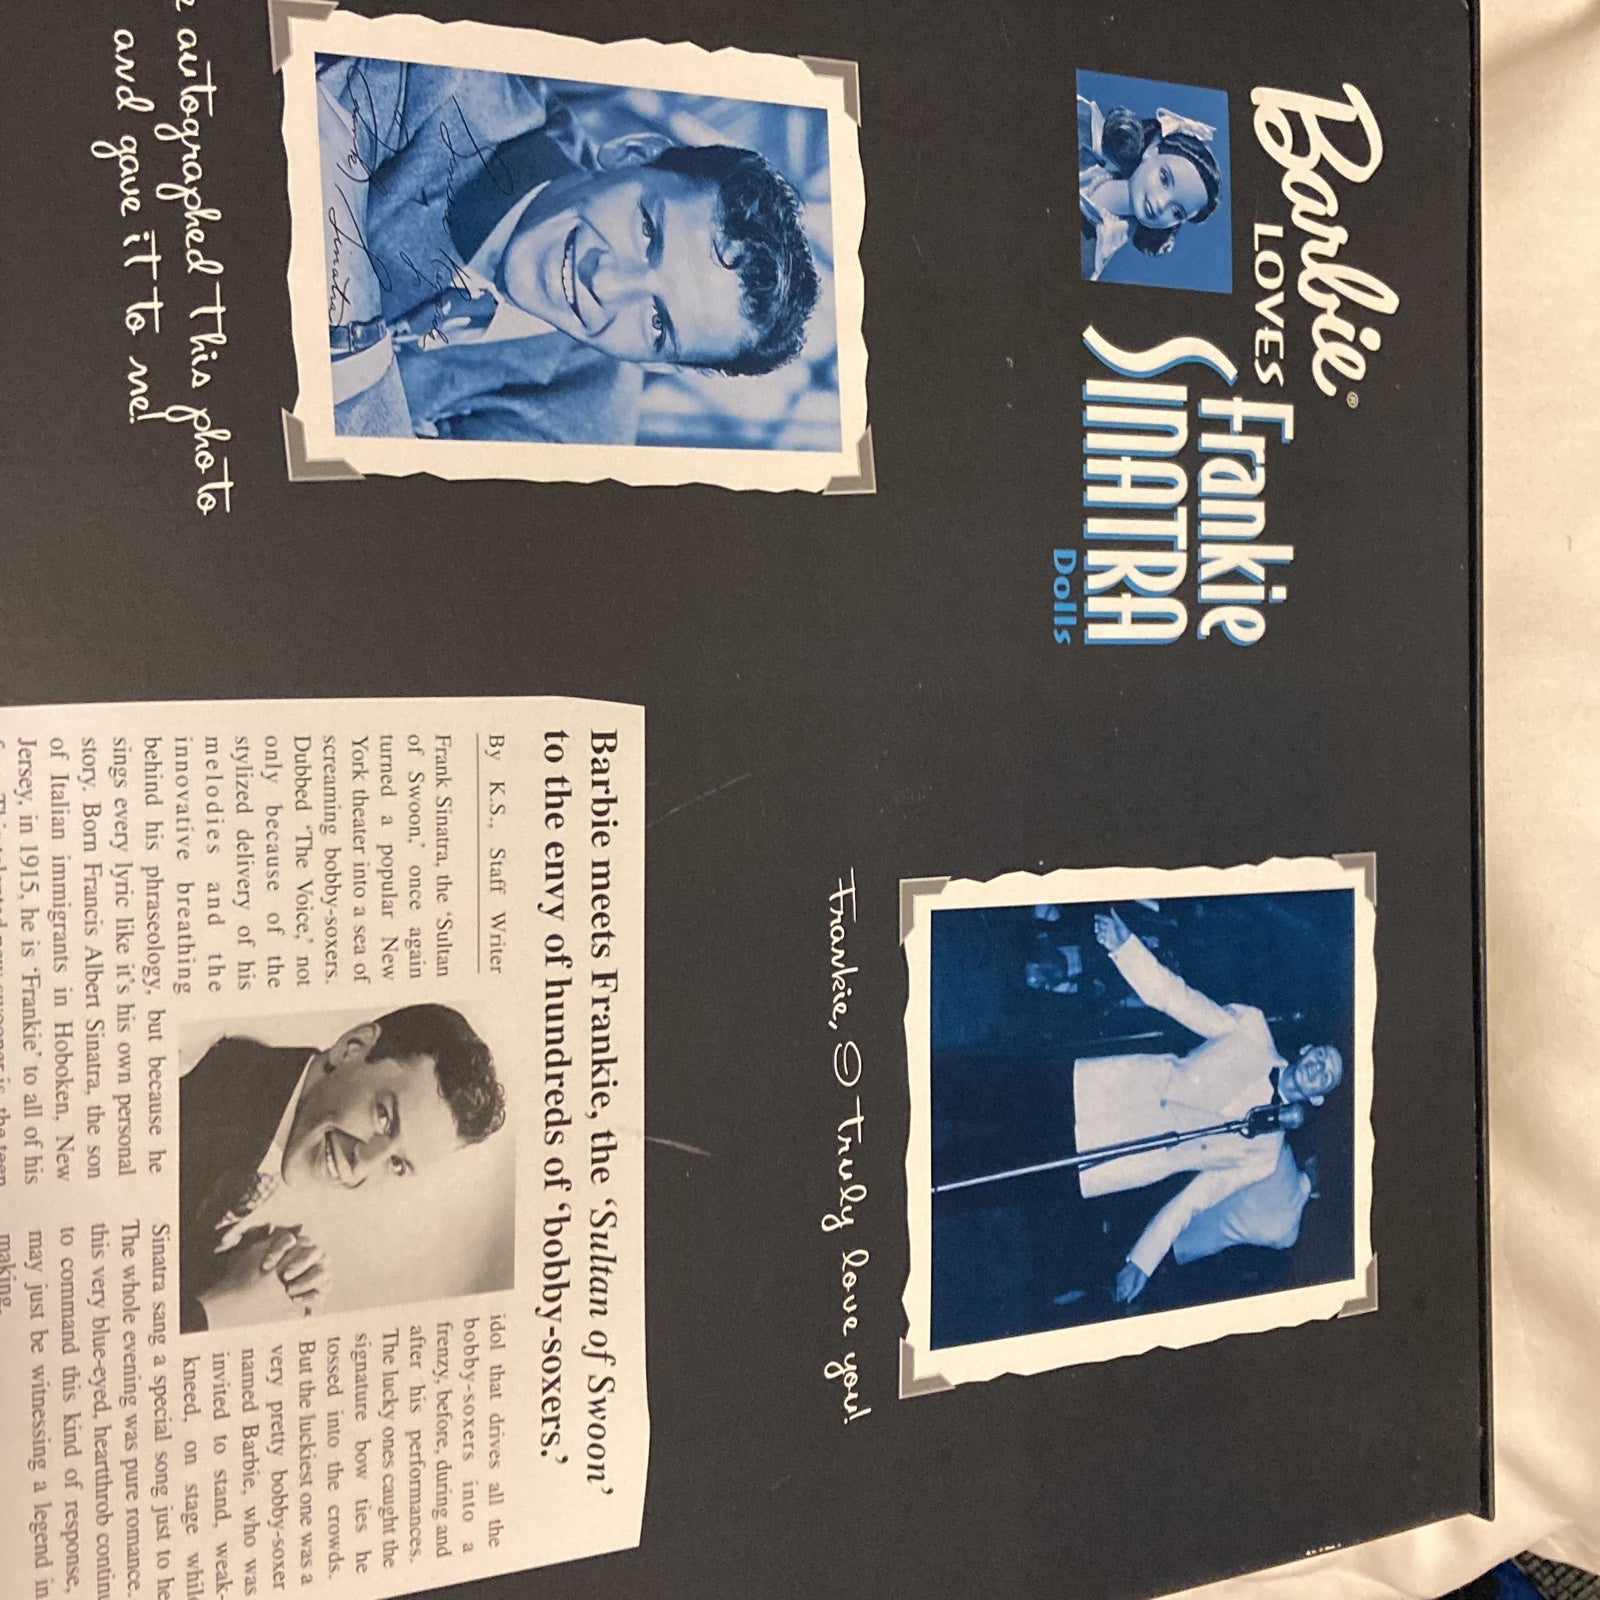 Barbie®
LOVES
Frankie
SINATRA
Dolls
autographed this photo
and gave it to me!
Frankie Sinatra
Frankie, I truly love you!
Barbie meets Frankie, the ‘Sultan of Swoon’
to the envy of hundreds of ‘bobby-soxers.’
By K.S., Staff Writer
Frank Sinatra, the ‘Sultan
of Swoon,’ once again
turned a popular New
York theater into a sea of
screaming bobby-soxers.
Dubbed ‘The Voice,’ not
only because of the
stylized delivery of his
melodies and the
innovative breathing
behind his phraseology, but because he
sings every lyric like it’s his own personal
story. Born Francis Albert Sinatra, the son
of Italian immigrants in Hoboken, New
Jersey, in 1915, he is ‘Frankie’ to all of his
idol that drives all the
bobby-soxers into a
frenzy, before, during and
after his performances.
The lucky ones caught the
signature bow ties he
tossed into the crowds.
But the luckiest one was a
very pretty bobby-soxer
named Barbie, who was
invited to stand, weak-
kneed, on stage while
Sinatra sang a special song just to he
The whole evening was pure romance.
this very blue-eyed, heartthrob continu
to command this kind of response,
may just be witnessing a legend in
making.